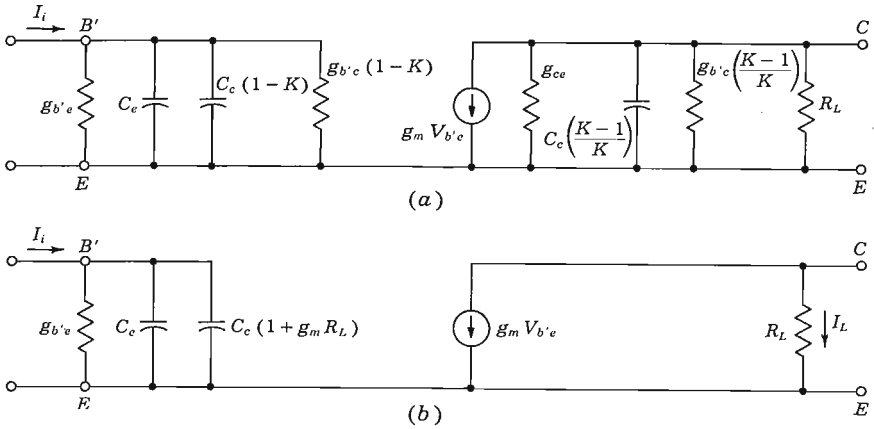 I_i
B'
C
g_{b'e}
C_e
C_c (1 − K)
g_{b'c} (1 − K)
g_m V_{b'c}
g_{ce}
C_c ((K − 1)/K)
g_{b'c} ((K − 1)/K)
R_L
E
E
(a)
I_i
B'
C
g_{b'e}
C_e
C_c (1 + g_m R_L)
g_m V_{b'e}
R_L
I_L
E
E
(b)